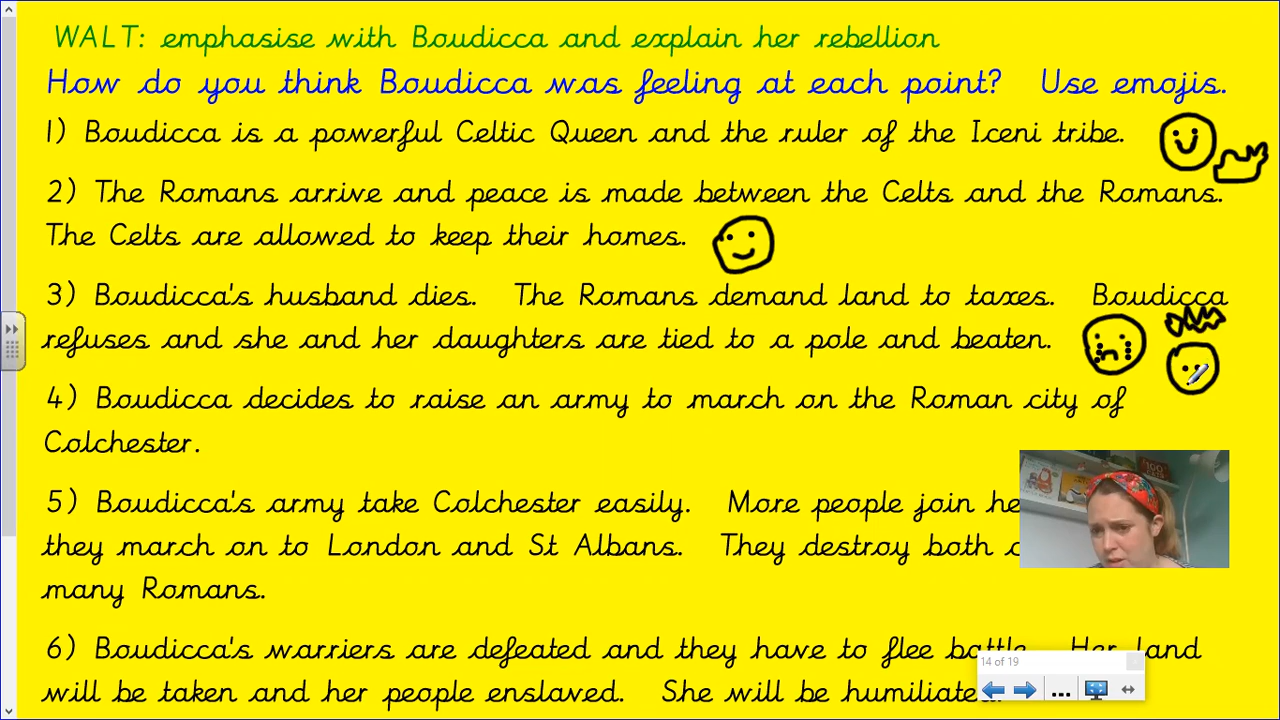 WALT: emphasise with Boudicca and explain her rebellion
How do you think Boudicca was feeling at each point? Use emojis.
1) Boudicca is a powerful Celtic Queen and the ruler of the Iceni tribe.
2) The Romans arrive and peace is made between the Celts and the Romans.
The Celts are allowed to keep their homes.
3) Boudicca's husband dies. The Romans demand land to taxes. Boudicca
refuses and she and her daughters are tied to a pole and beaten.
4) Boudicca decides to raise an army to march on the Roman city of
Colchester.
5) Boudicca's army take Colchester easily. More people join
they march on to London and St Albans. They destroy both
many Romans.
6) Boudicca's warriers are defeated and they have to flee battle. Her land
will be taken and her people enslaved. She will be humiliated.
14 of 19